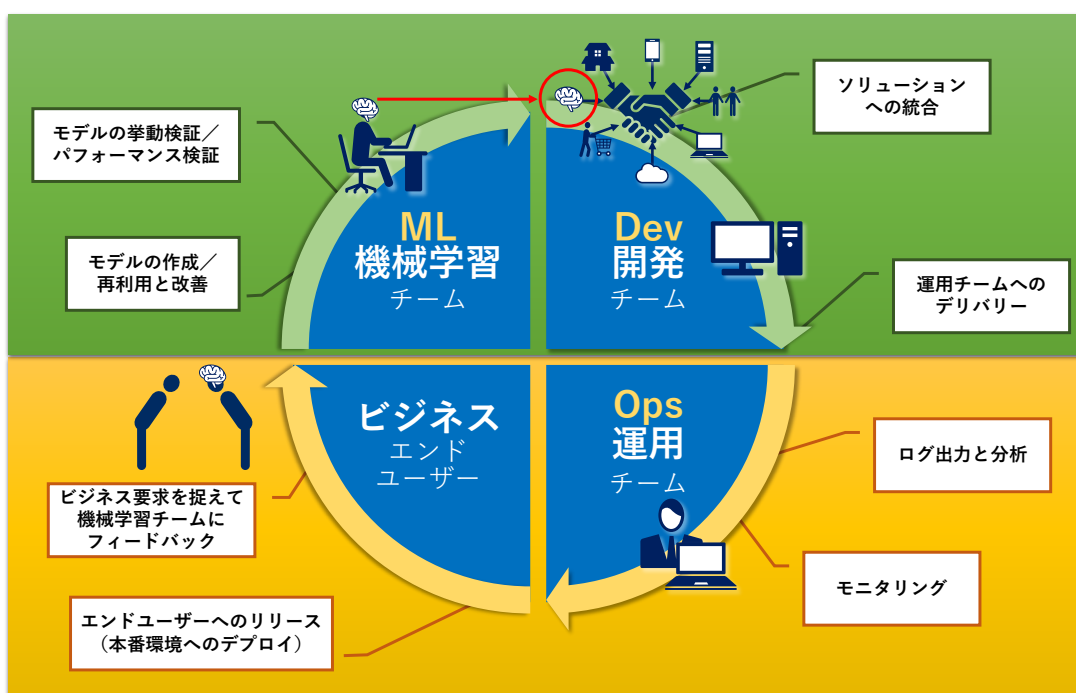 モデルの挙動検証／
パフォーマンス検証
モデルの作成／
再利用と改善
ML
機械学習
チーム
Dev
開発
チーム
ソリューション
への統合
運用チームへの
デリバリー
ビジネス
エンド
ユーザー
Ops
運用
チーム
ログ出力と分析
モニタリング
ビジネス要求を捉えて
機械学習チームに
フィードバック
エンドユーザーへのリリース
（本番環境へのデプロイ）